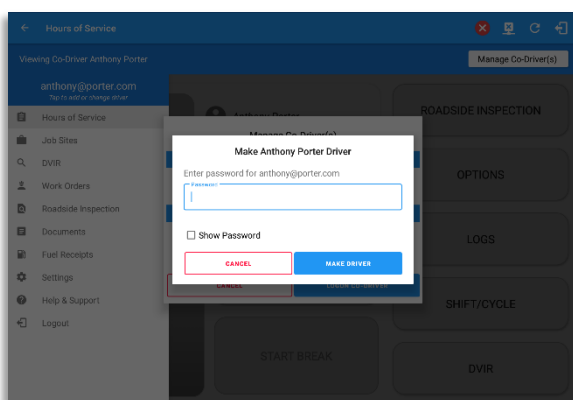 Hours of Service
Viewing Co-Driver Anthony Porter
Manage Co-Driver(s)
anthony@porter.com
Tap to add or change driver
Hours of Service
Job Sites
DVIR
Work Orders
Roadside Inspection
Documents
Fuel Receipts
Settings
Help & Support
Logout
Anthony Porter
Manage Co-Driver(s)
Make Anthony Porter Driver
Enter password for anthony@porter.com
Password
Show Password
CANCEL
MAKE DRIVER
CANCEL
LOGON CO-DRIVER
START BREAK
ROADSIDE INSPECTION
OPTIONS
LOGS
SHIFT/CYCLE
DVIR